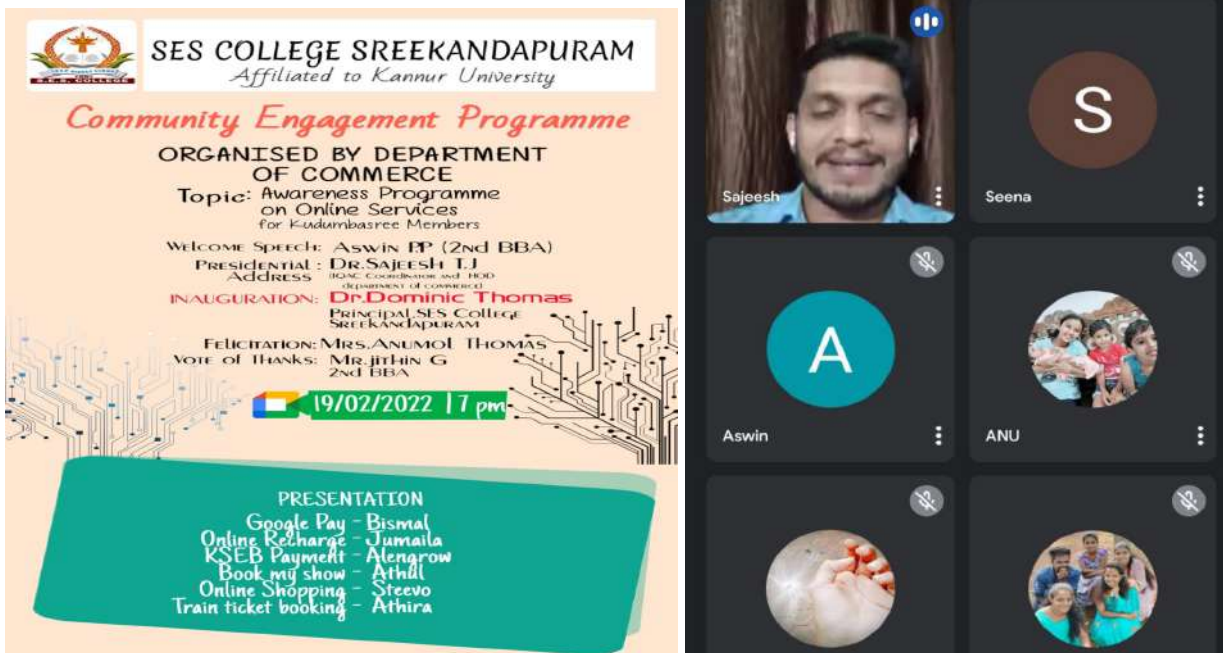 SES COLLEGE SREEKANDAPURAM
Affiliated to Kannur University
S.E.S. COLLEGE
Community Engagement Programme
ORGANISED BY DEPARTMENT
OF COMMERCE
Topic: Awareness Programme
on Online Services
for Kudumbasree Members
WELCOME SPEECH: ASWIN P.P (2Nd BBA)
PRESIDENTIAL : DR.SAJEESH T.J
ADDRESS (IQAC COORDINATOR AND HOD
DEPARTMENT OF COMMERCE)
INAUGURATION: Dr.Dominic Thomas
PRINCIPAL,SES COLLEGE
SREEKANDAPURAM
FELICITATION: MRS.ANUMOL THOMAS
VOTE OF THANKS: MR.JITHIN G
2Nd BBA
19/02/2022 | 7 pm
PRESENTATION
Google Pay - Bismal
Online Recharge - Jumaila
KSEB Payment - Alengrow
Book my show - Athul
Online Shopping - Steevo
Train ticket booking - Athira
Sajeesh
S
Seena
A
Aswin
ANU